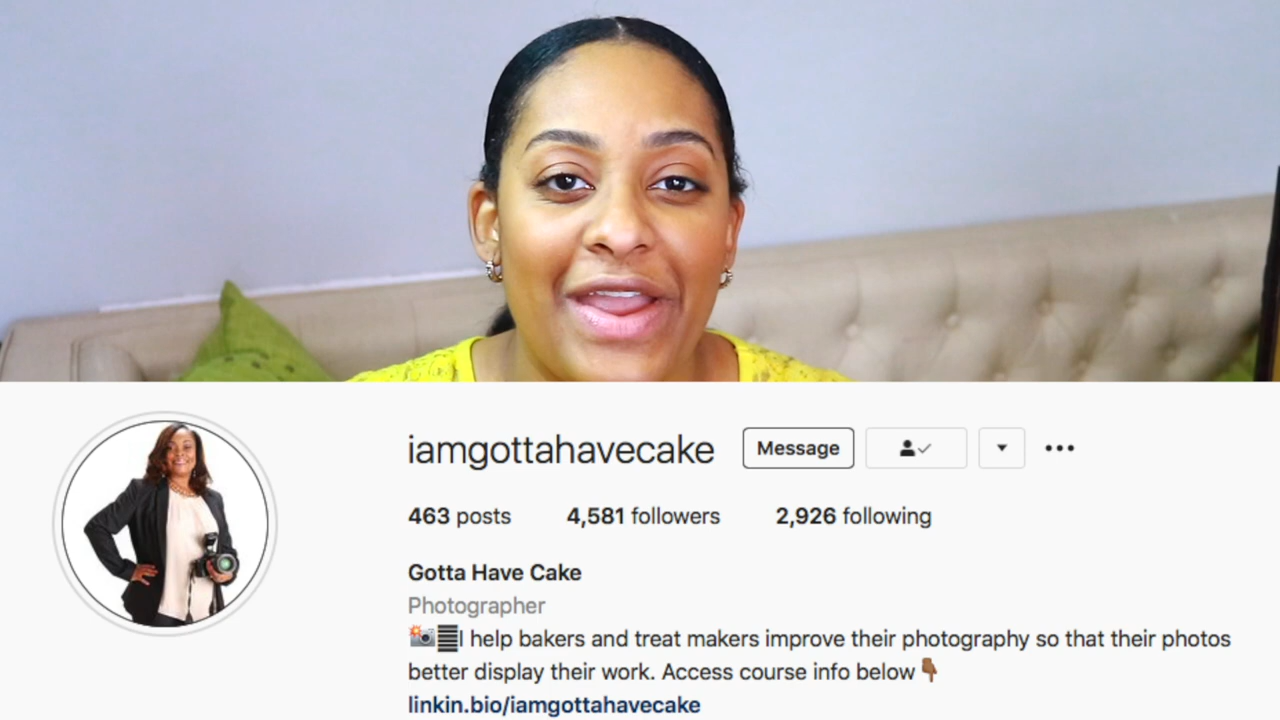 iamgottahavecake Message
463 posts 4,581 followers 2,926 following
Gotta Have Cake
Photographer
I help bakers and treat makers improve their photography so that their photos
better display their work. Access course info below
linkin.bio/iamgottahavecake